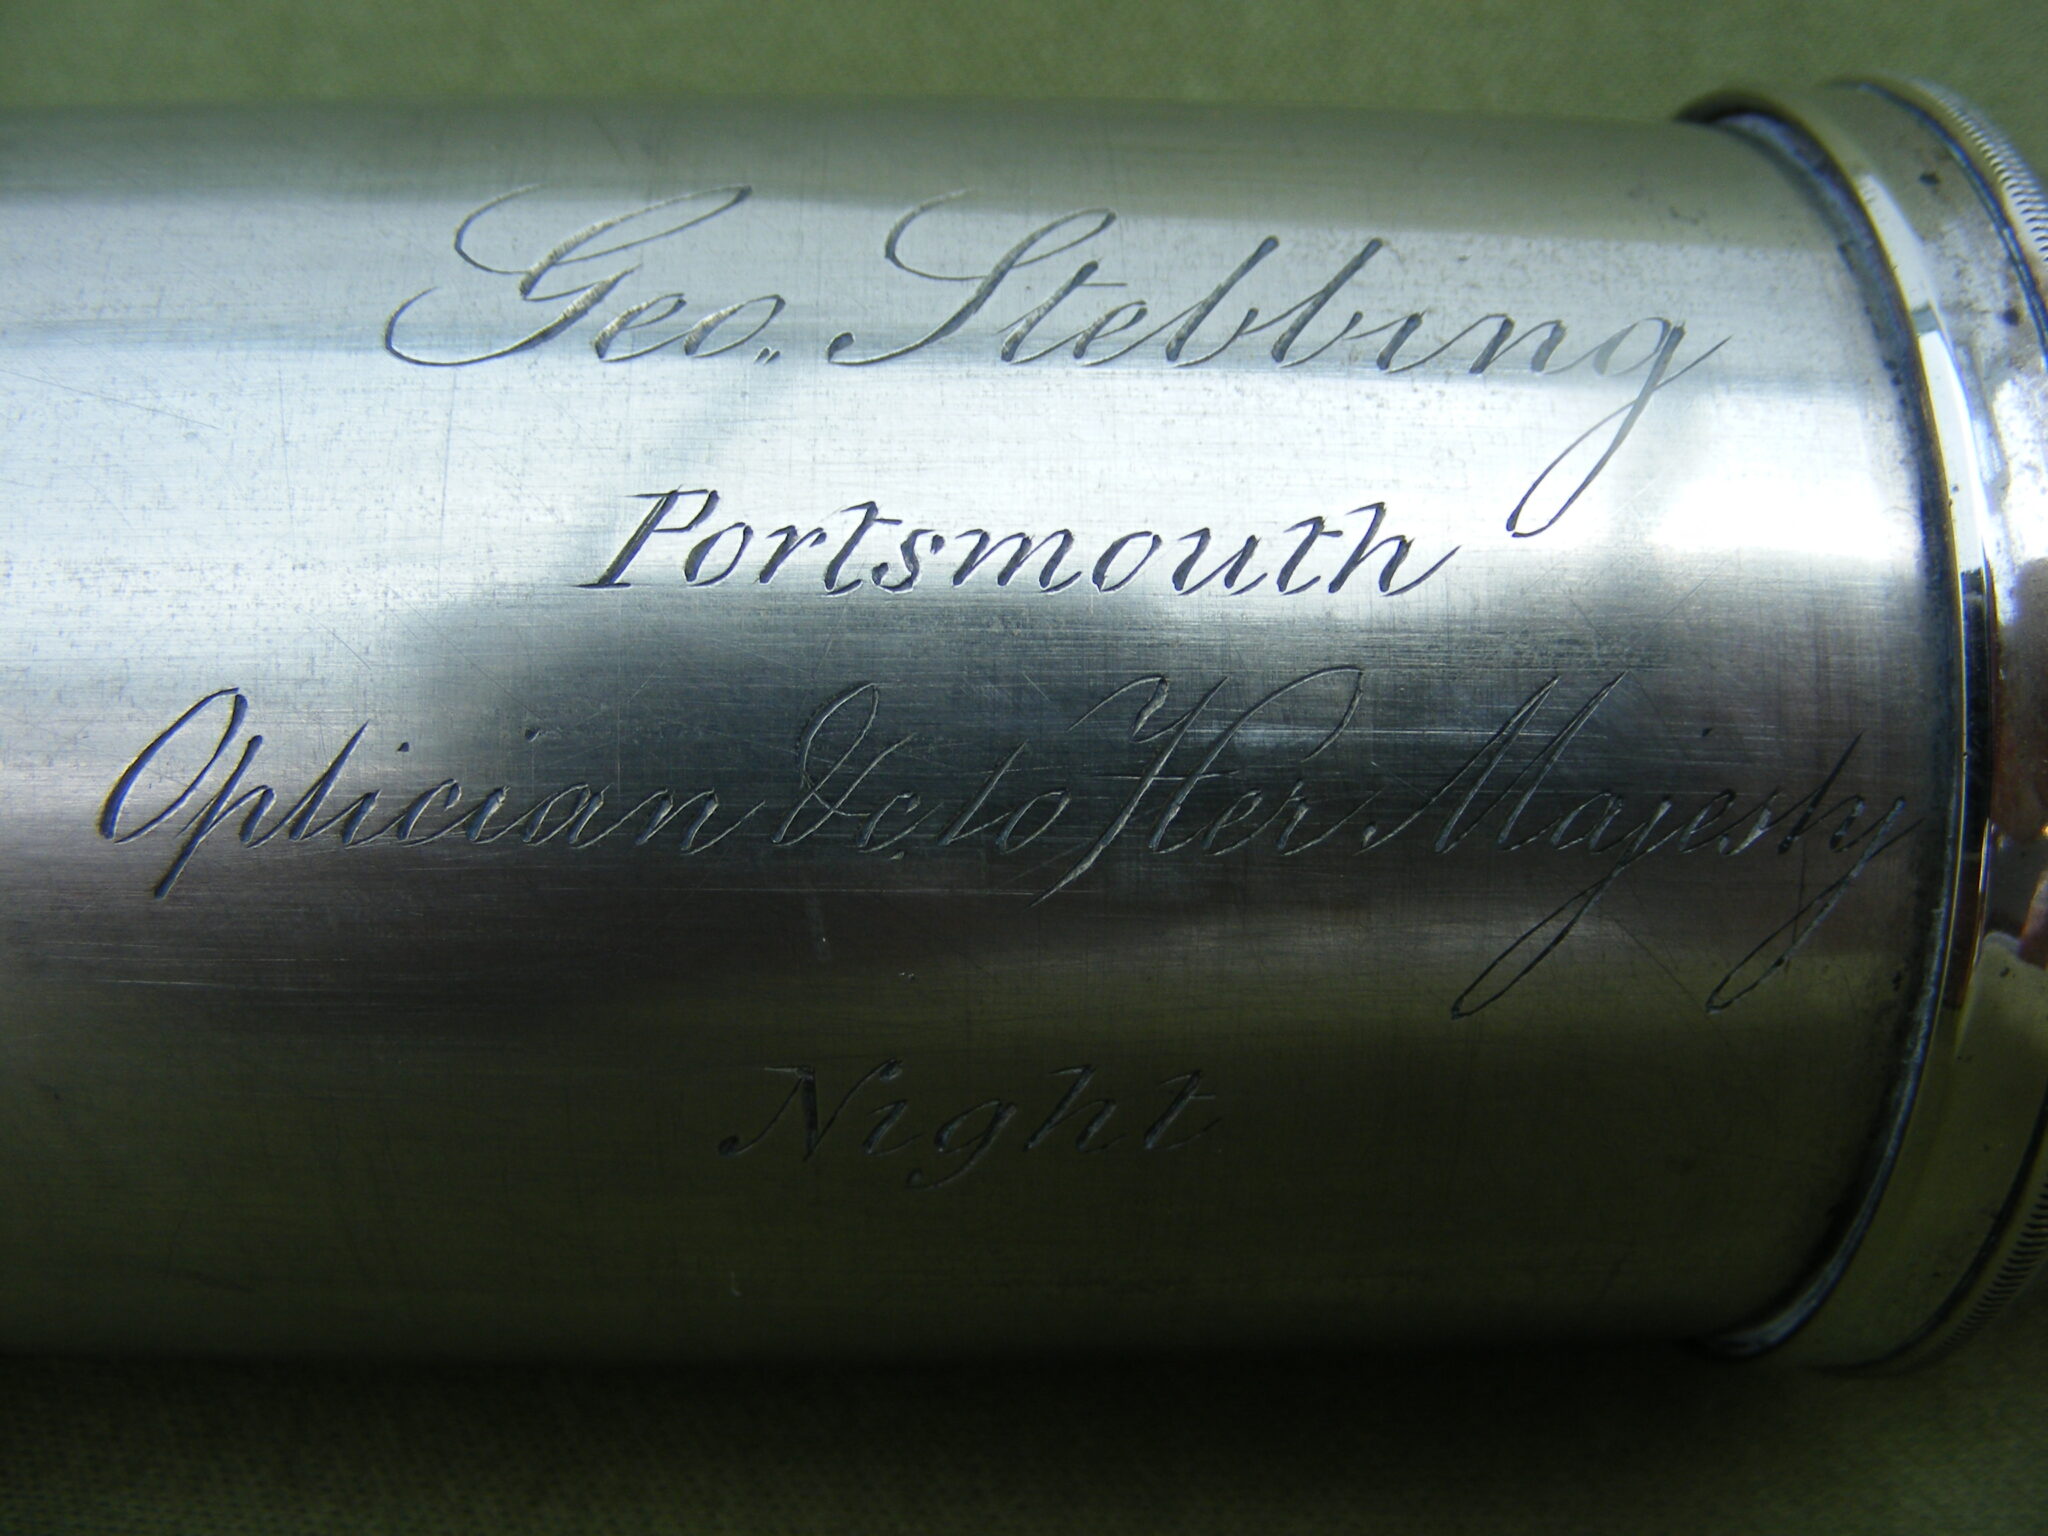 Geo. Stebbing
Portsmouth
Optician &c. to Her Majesty
Night